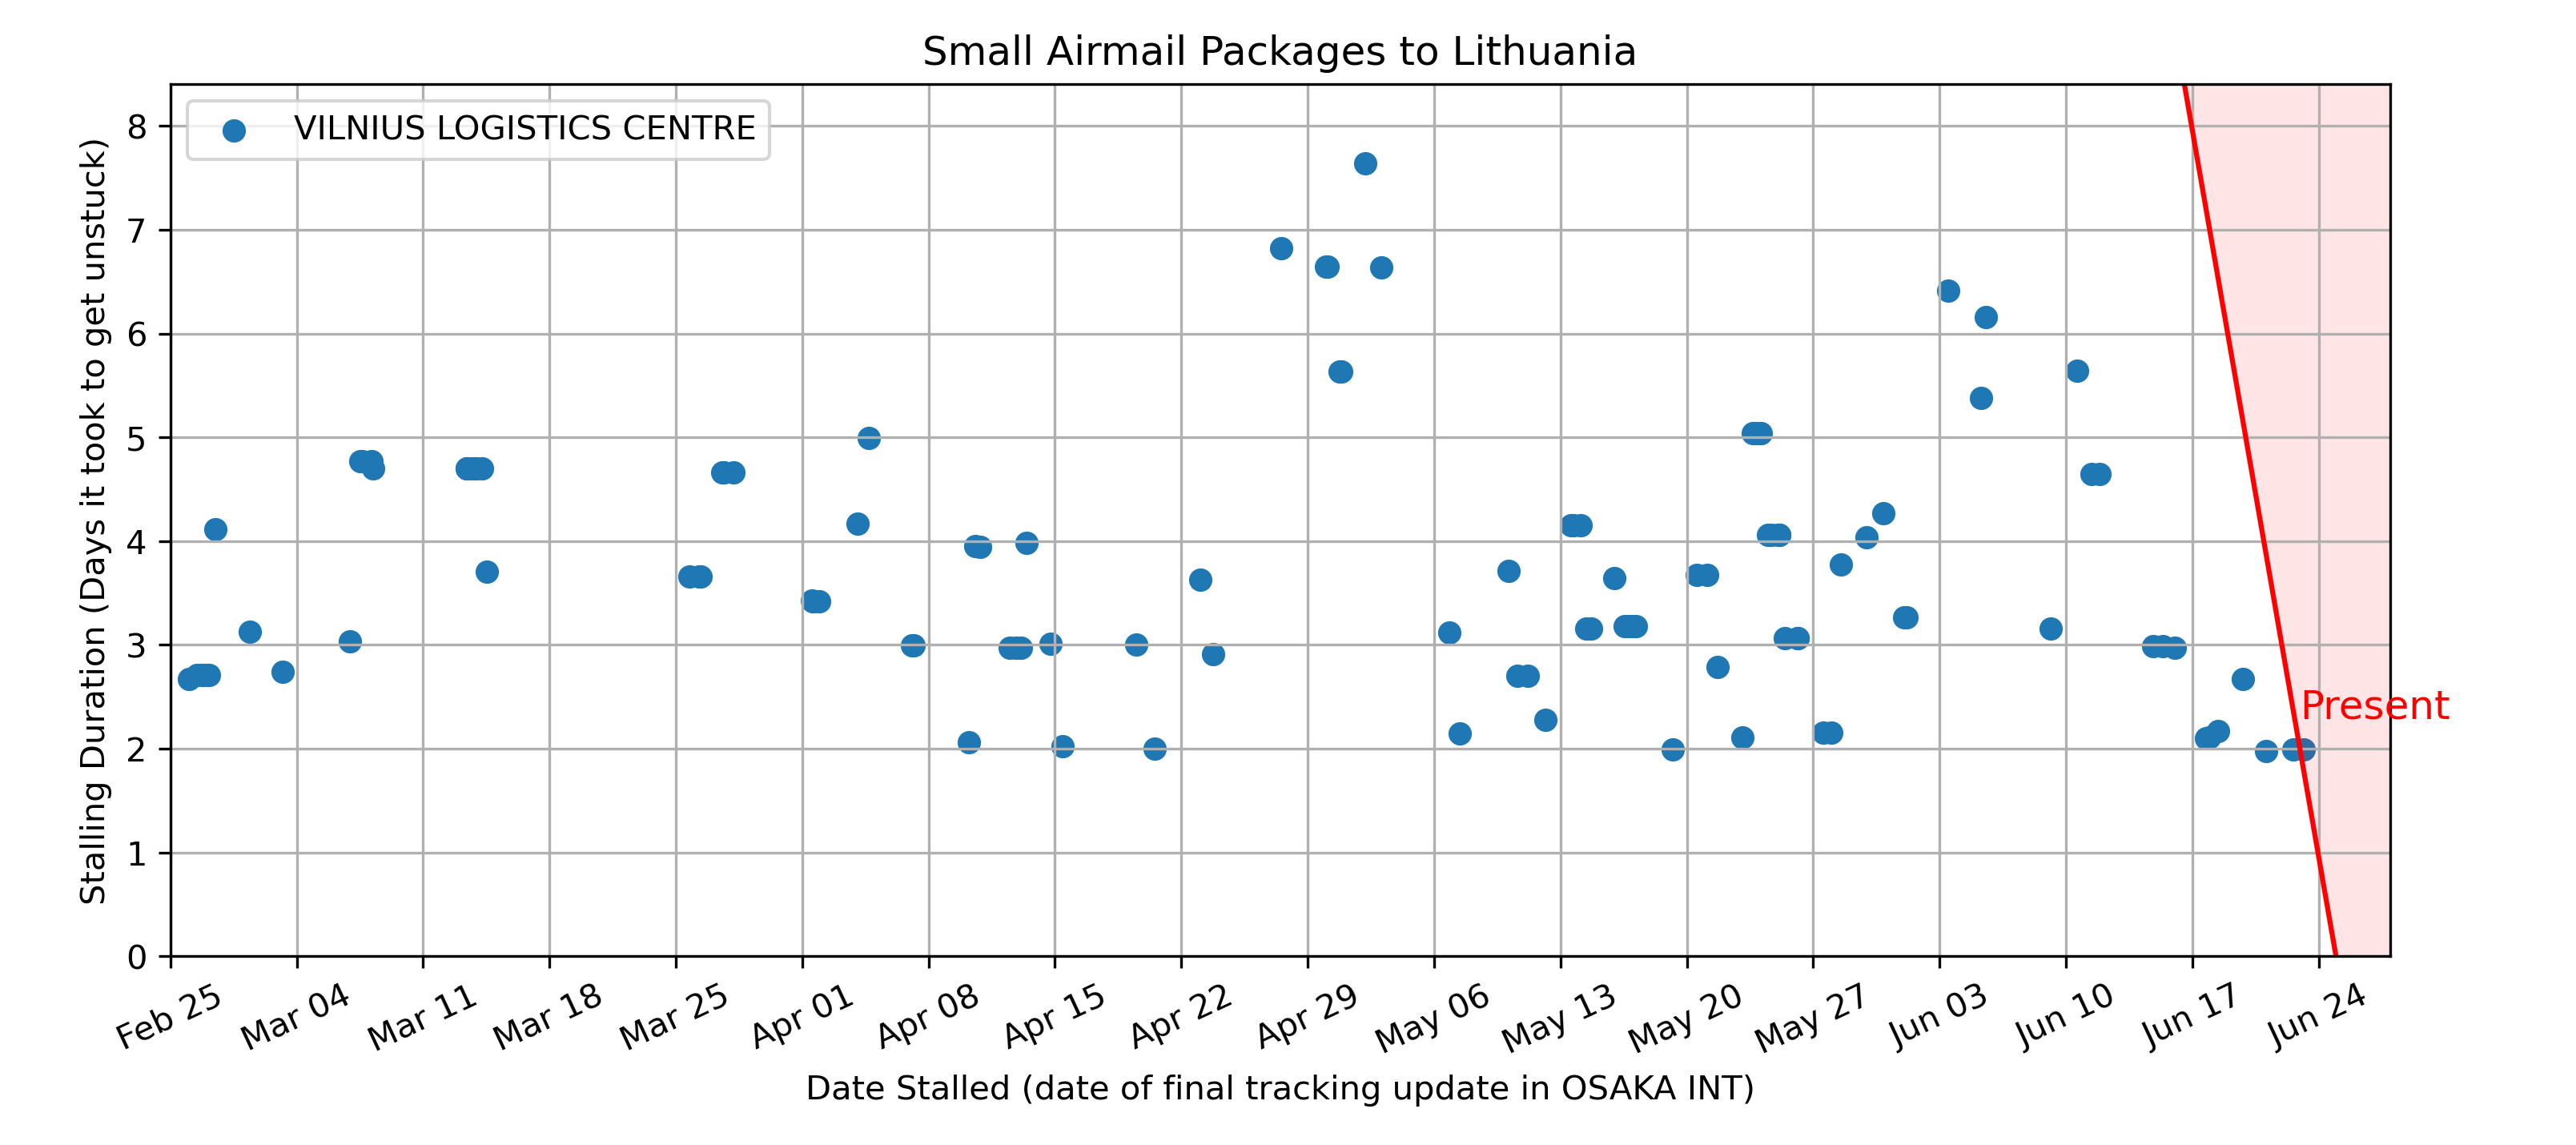 Small Airmail Packages to Lithuania
VILNIUS LOGISTICS CENTRE
Stalling Duration (Days it took to get unstuck)
8
7
6
5
4
3
2
1
0
Present
Feb 25
Mar 04
Mar 11
Mar 18
Mar 25
Apr 01
Apr 08
Apr 15
Apr 22
Apr 29
May 06
May 13
May 20
May 27
Jun 03
Jun 10
Jun 17
Jun 24
Date Stalled (date of final tracking update in OSAKA INT)